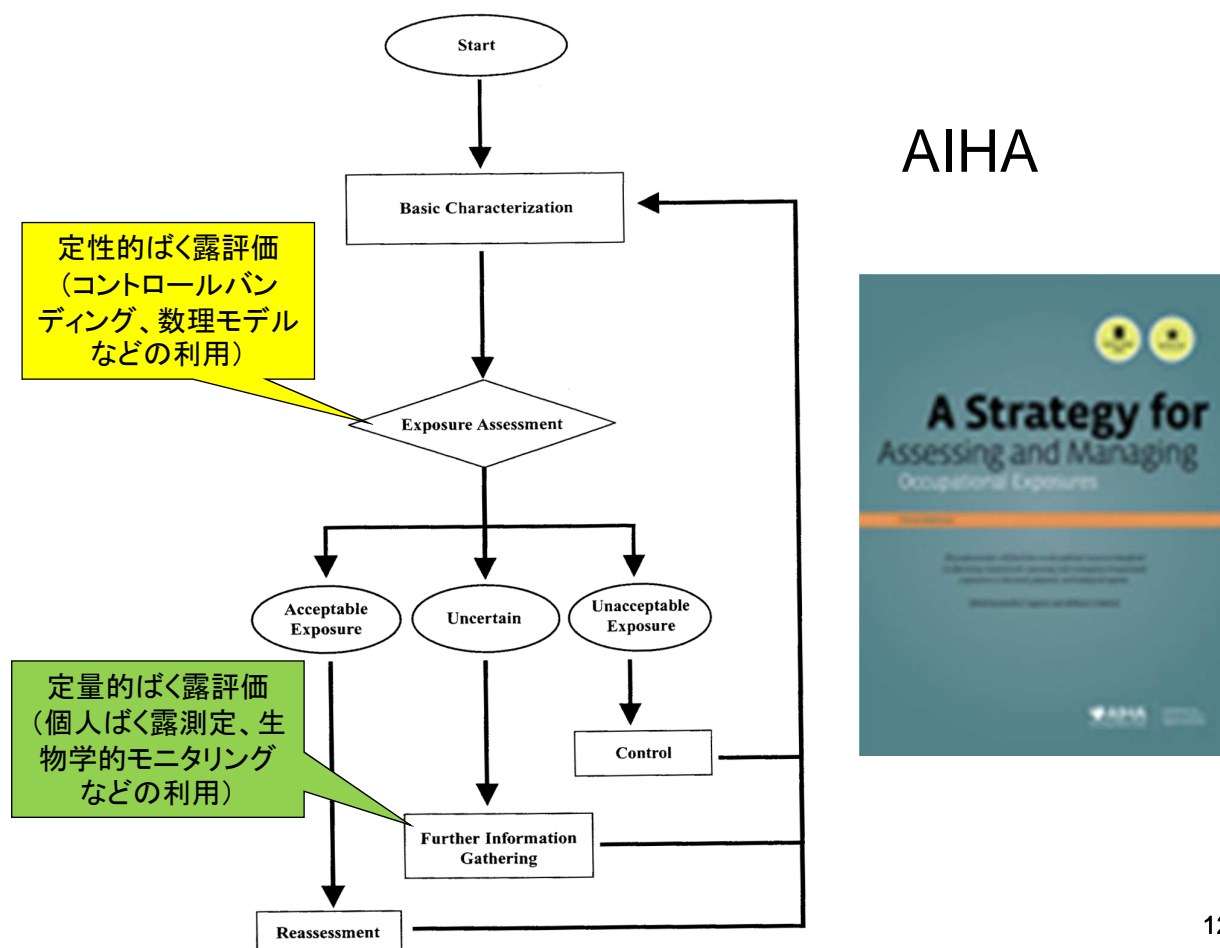 Start
AIHA
Basic Characterization
定性的ばく露評価
（コントロールバン
ディング、数理モデル
などの利用）
Exposure Assessment
A Strategy for
Assessing and Managing
Occupational Exposures
Acceptable
Exposure
Uncertain
Unacceptable
Exposure
定量的ばく露評価
（個人ばく露測定、生
物学的モニタリング
などの利用）
Control
AIHA
Further Information
Gathering
Reassessment
12